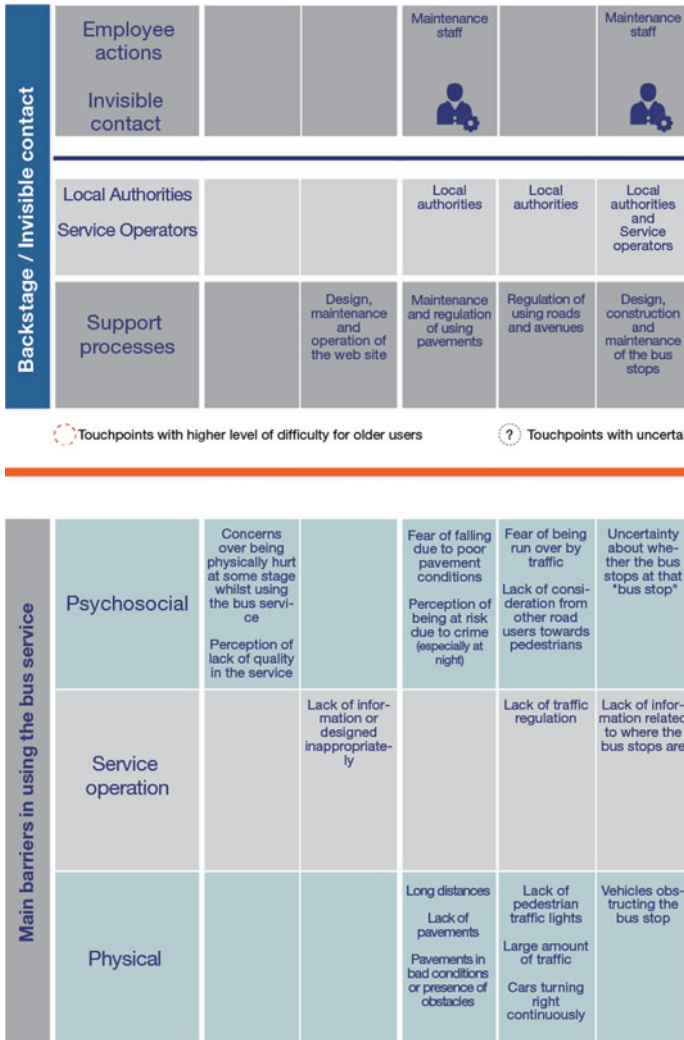 Backstage / Invisible contact
Employee
actions
Invisible
contact
Maintenance
staff
Maintenance
staff
Local Authorities
Service Operators
Local
authorities
Local
authorities
Local
authorities
and
Service
operators
Support
processes
Design,
maintenance
and
operation of
the web site
Maintenance
and regulation
of using
pavements
Regulation of
using roads
and avenues
Design,
construction
and
maintenance
of the bus
stops
Touchpoints with higher level of difficulty for older users
? Touchpoints with uncertai
Main barriers in using the bus service
Psychosocial
Concerns
over being
physically hurt
at some stage
whilst using
the bus servi-
ce
Perception of
lack of quality
in the service
Fear of falling
due to poor
pavement
conditions
Perception of
being at risk
due to crime
(especially at
night)
Fear of being
run over by
traffic
Lack of consi-
deration from
other road
users towards
pedestrians
Uncertainty
about whe-
ther the bus
stops at that
"bus stop"
Service
operation
Lack of infor-
mation or
designed
inappropriate-
ly
Lack of traffic
regulation
Lack of infor-
mation related
to where the
bus stops are
Physical
Long distances
Lack of
pavements
Pavements in
bad conditions
or presence of
obstacles
Lack of
pedestrian
traffic lights
Large amount
of traffic
Cars turning
right
continuously
Vehicles obs-
tructing the
bus stop